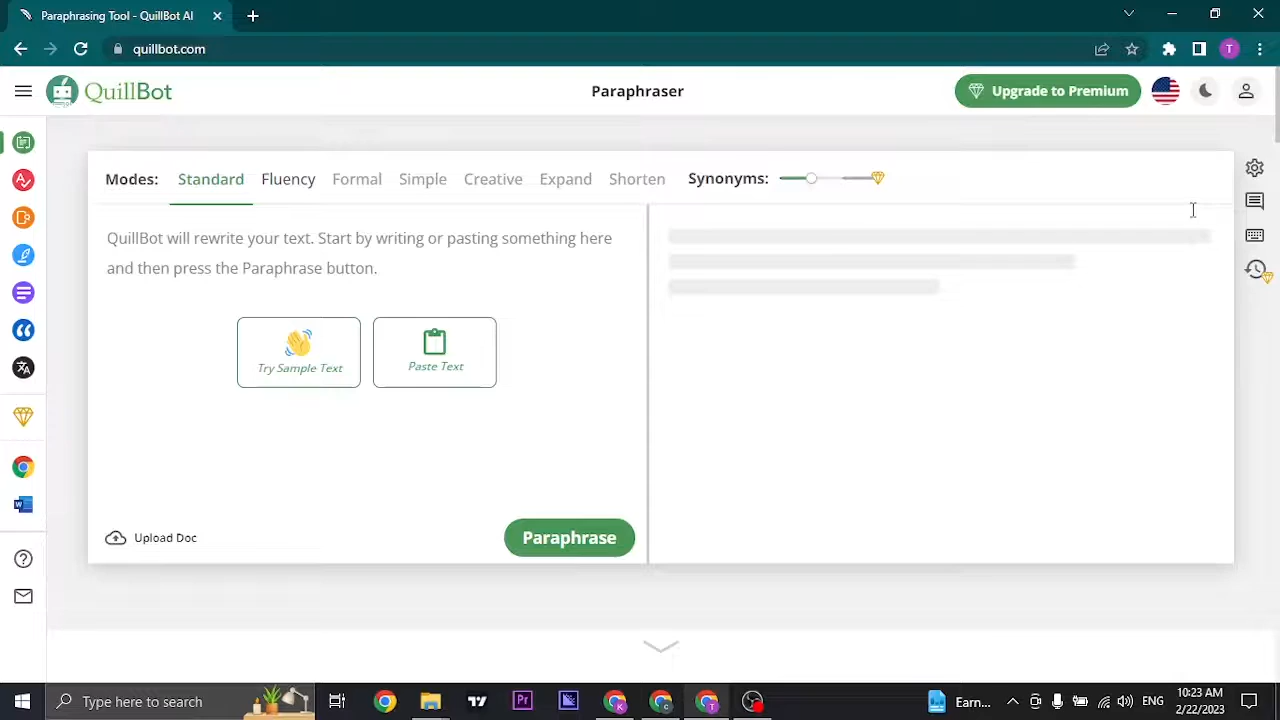 Paraphrasing Tool - QuillBot AI
quillbot.com
T
QuillBot
Paraphraser
Upgrade to Premium
Modes: Standard Fluency Formal Simple Creative Expand Shorten Synonyms:
QuillBot will rewrite your text. Start by writing or pasting something here
and then press the Paraphrase button.
Try Sample Text
Paste Text
Upload Doc
Paraphrase
Type here to search
Pr
K
C
T
Earn...
ENG
10:23 AM
2/22/2023